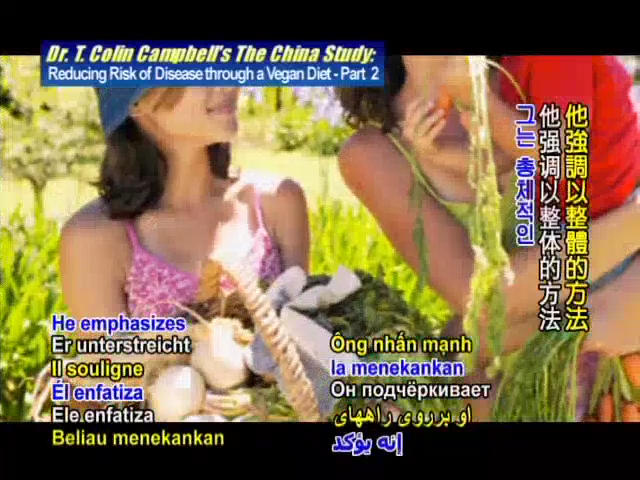 Dr. T. Colin Campbell's The China Study:
Reducing Risk of Disease through a Vegan Diet - Part 2
他強調以整體的方法
他强调以整体的方法
그는 총체적인
He emphasizes
Er unterstreicht
Il souligne
Él enfatiza
Ele enfatiza
Beliau menekankan
Ông nhấn mạnh
Ia menekankan
Он подчёркивает
او برروی راههای
إنه يؤكد